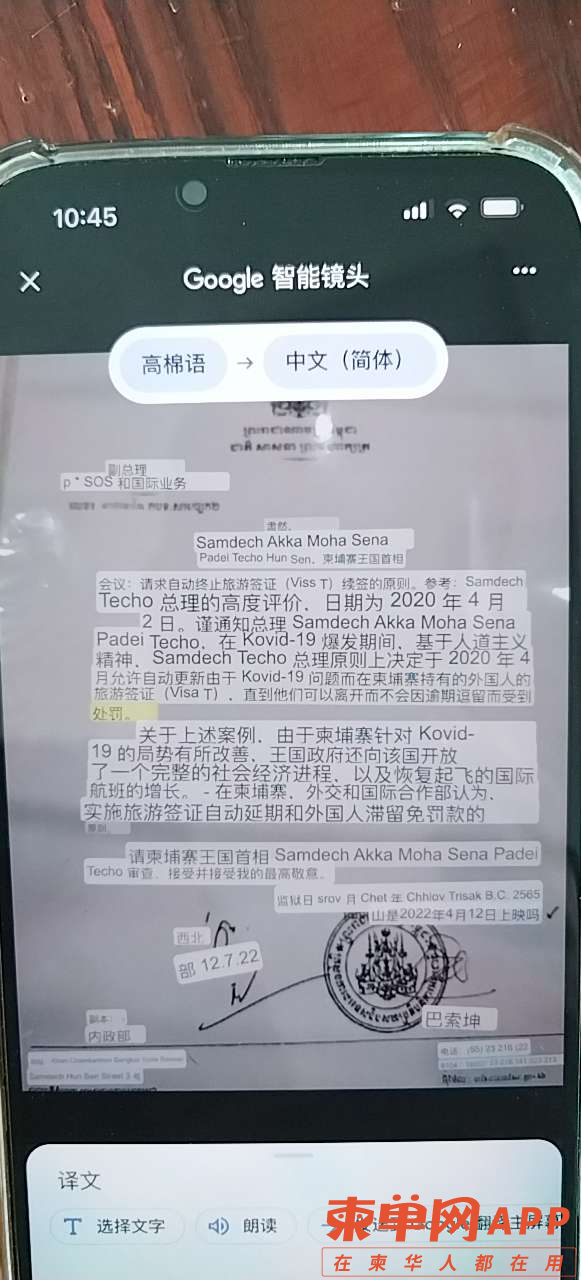 10:45
Google 智能镜头
高棉语 → 中文（简体）
副总理
p * SOS 和国际业务
肃然，
Samdech Akka Moha Sena
Padei Techo Hun Sen，柬埔寨王国首相
会议：请求自动终止旅游签证（Viss T）续签的原则。参考：Samdech
Techo 总理的高度评价，日期为 2020 年 4 月
2 日。谨通知总理 Samdech Akka Moha Sena
Padei Techo，在 Kovid-19 爆发期间，基于人道主义
精神，Samdech Techo 总理原则上决定于 2020 年 4
月允许自动更新由于 Kovid-19 问题而在柬埔寨持有的外国人的
旅游签证（Visa T），直到他们可以离开而不会因逾期逗留而受到
处罚。
关于上述案例，由于柬埔寨针对 Kovid-
19 的局势有所改善，王国政府还向该国开放
了一个完整的社会经济进程，以及恢复起飞的国际
航班的增长。 - 在柬埔寨，外交和国际合作部认为，
实施旅游签证自动延期和外国人滞留免罚款的
原则。
请柬埔寨王国首相 Samdech Akka Moha Sena Padei
Techo 审查、接受并接受我的最高敬意。
监狱日 srov 月 Chet 年 Chhlov Trisak B.C. 2565
山是2022年4月12日上映吗
西北
部 12.7.22
巴索坤
副本：
内政部
Samdech Hun Sen Street 3 号
电话：
译文
选择文字
朗读
柬单网APP
在柬华人都在用